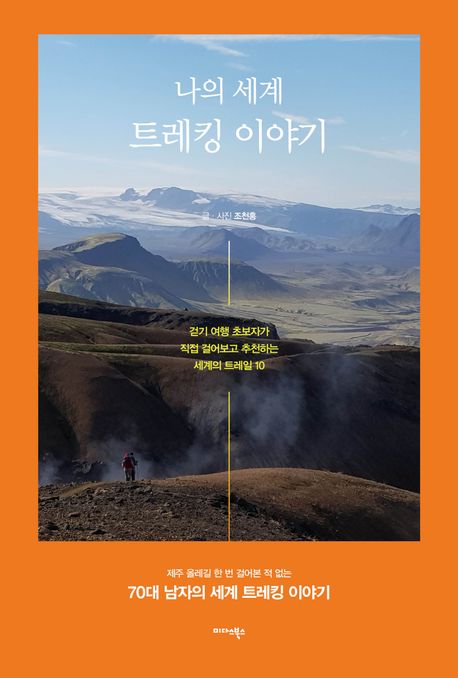 나의 세계
트레킹 이야기
글 · 사진 조천흥
걷기 여행 초보자가
직접 걸어보고 추천하는
세계의 트레일 10
제주 올레길 한 번 걸어본 적 없는
70대 남자의 세계 트레킹 이야기
미다스북스